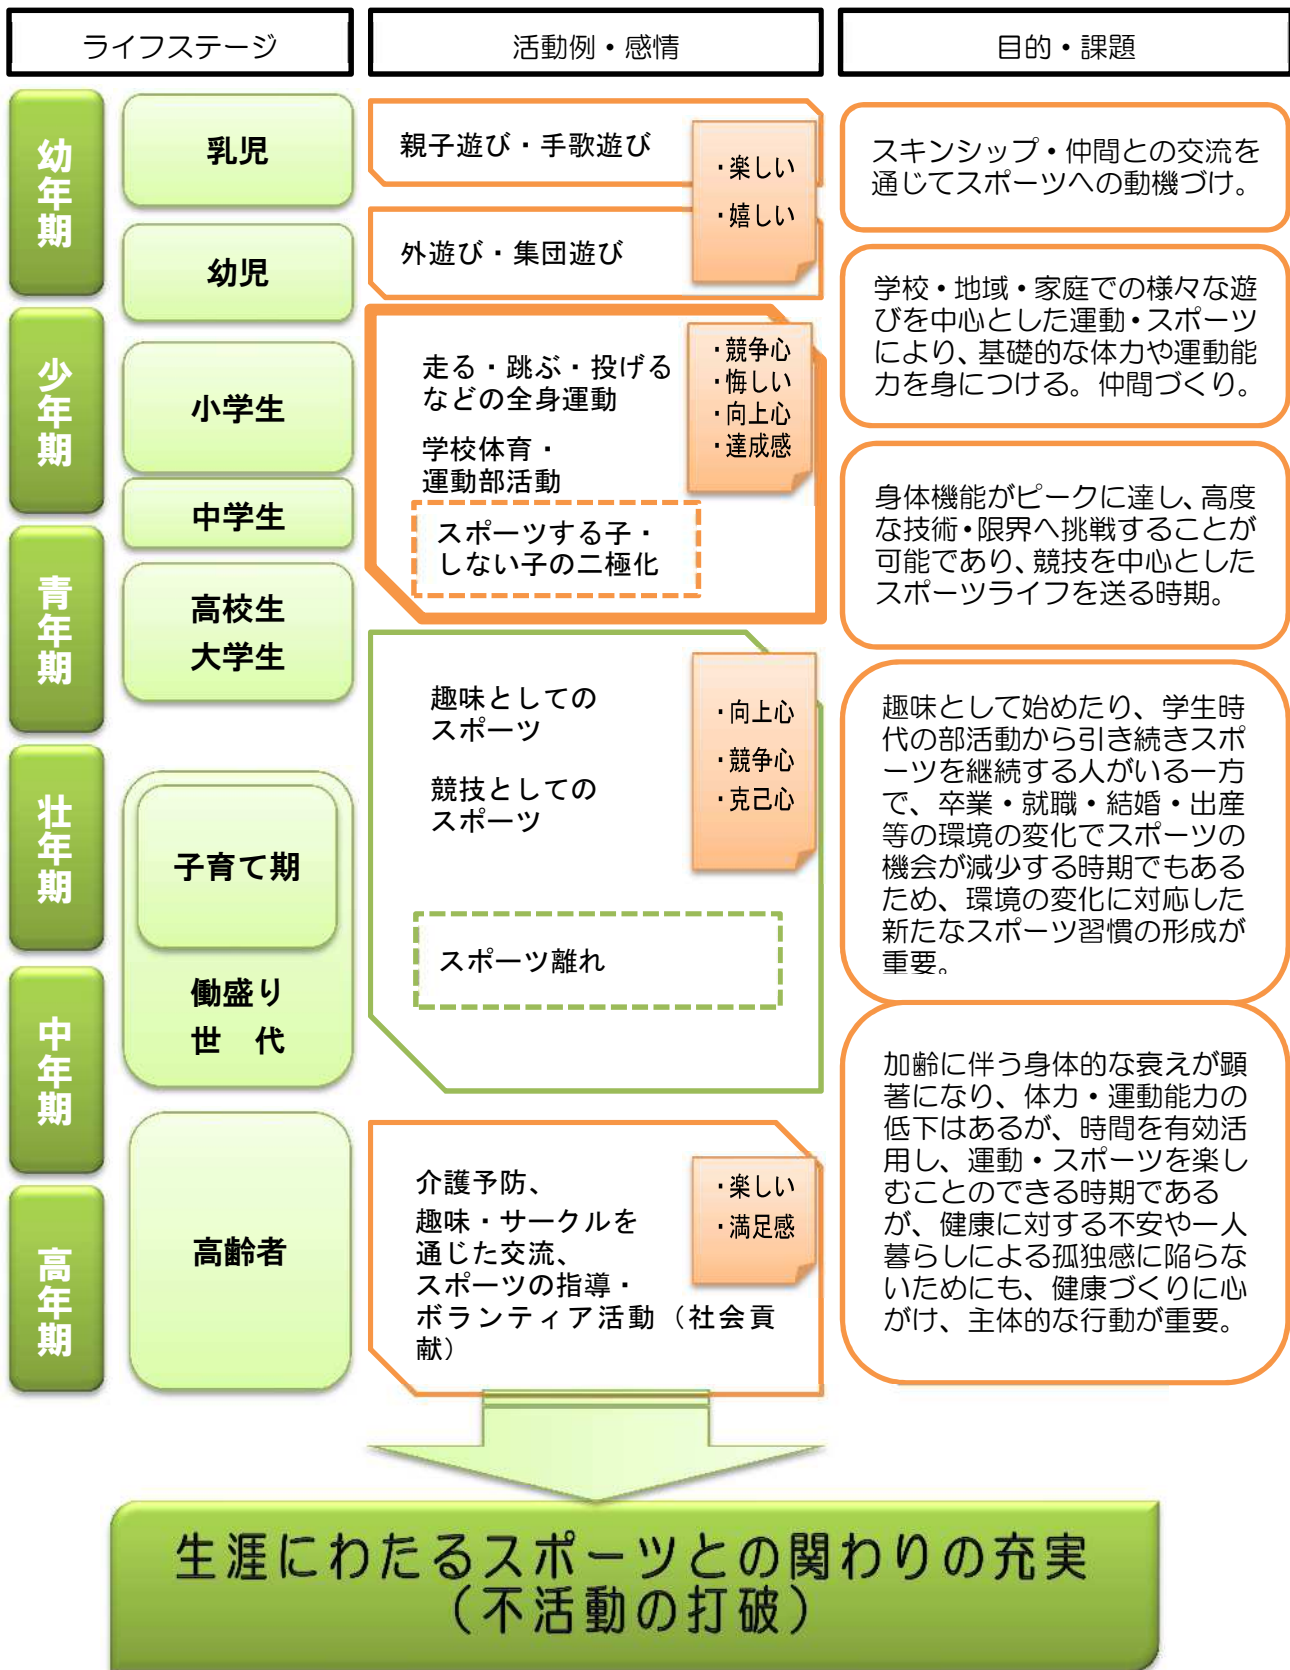 ライフステージ
活動例・感情
目的・課題
幼年期
乳児
幼児
親子遊び・手歌遊び
外遊び・集団遊び
・楽しい
・嬉しい
スキンシップ・仲間との交流を
通じてスポーツへの動機づけ。
少年期
小学生
中学生
走る・跳ぶ・投げる
などの全身運動
学校体育・
運動部活動
スポーツする子・
しない子の二極化
・競争心
・悔しい
・向上心
・達成感
学校・地域・家庭での様々な遊
びを中心とした運動・スポーツ
により、基礎的な体力や運動能
力を身につける。仲間づくり。
青年期
高校生
大学生
身体機能がピークに達し、高度
な技術・限界へ挑戦することが
可能であり、競技を中心とした
スポーツライフを送る時期。
壮年期
子育て期
中年期
働盛り
世　代
趣味としての
スポーツ
競技としての
スポーツ
スポーツ離れ
・向上心
・競争心
・克己心
趣味として始めたり、学生時
代の部活動から引き続きスポ
ーツを継続する人がいる一方
で、卒業・就職・結婚・出産
等の環境の変化でスポーツの
機会が減少する時期でもある
ため、環境の変化に対応した
新たなスポーツ習慣の形成が
重要。
高年期
高齢者
介護予防、
趣味・サークルを
通じた交流、
スポーツの指導・
ボランティア活動（社会貢
献）
・楽しい
・満足感
加齢に伴う身体的な衰えが顕
著になり、体力・運動能力の
低下はあるが、時間を有効活
用し、運動・スポーツを楽し
むことのできる時期である
が、健康に対する不安や一人
暮らしによる孤独感に陥らな
いためにも、健康づくりに心
がけ、主体的な行動が重要。
生涯にわたるスポーツとの関わりの充実
（不活動の打破）